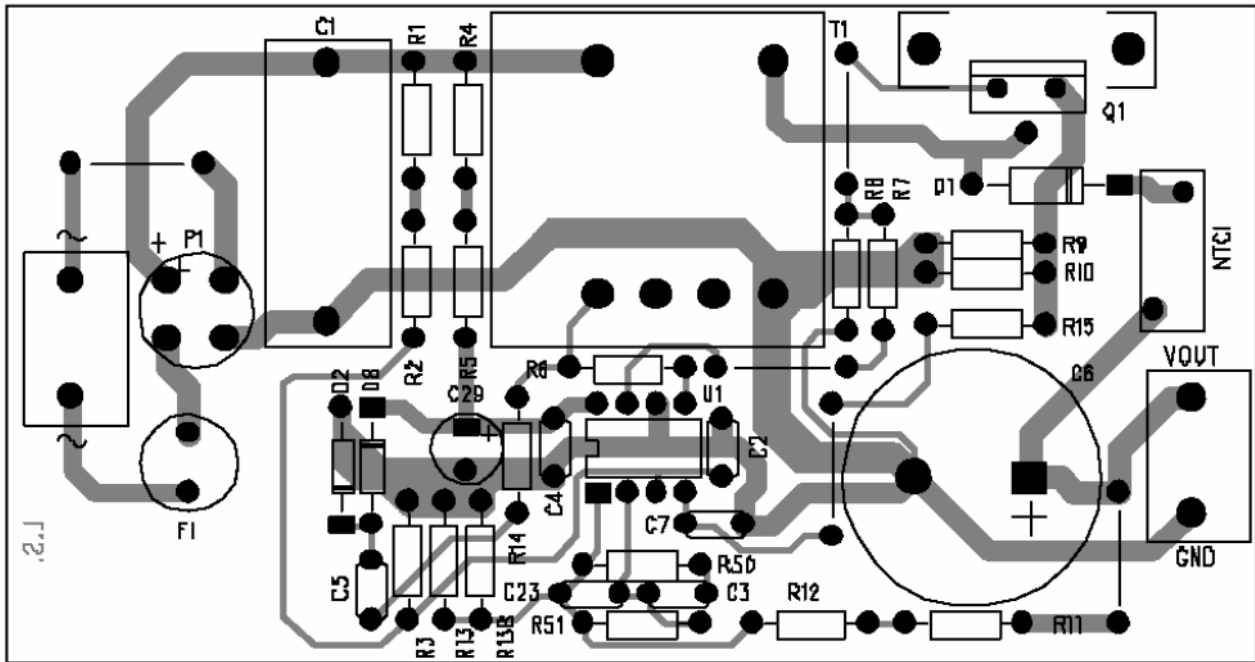 C1
R1
R4
T1
Q1
R8
R7
D1
NTC1
P1
R9
R10
R15
C6
VOUT
R2
R5
R6
D2
D8
C29
U1
C2
C4
F1
C7
R14
C5
R50
C23
C3
GND
R12
R51
R11
R3
R13
R13B